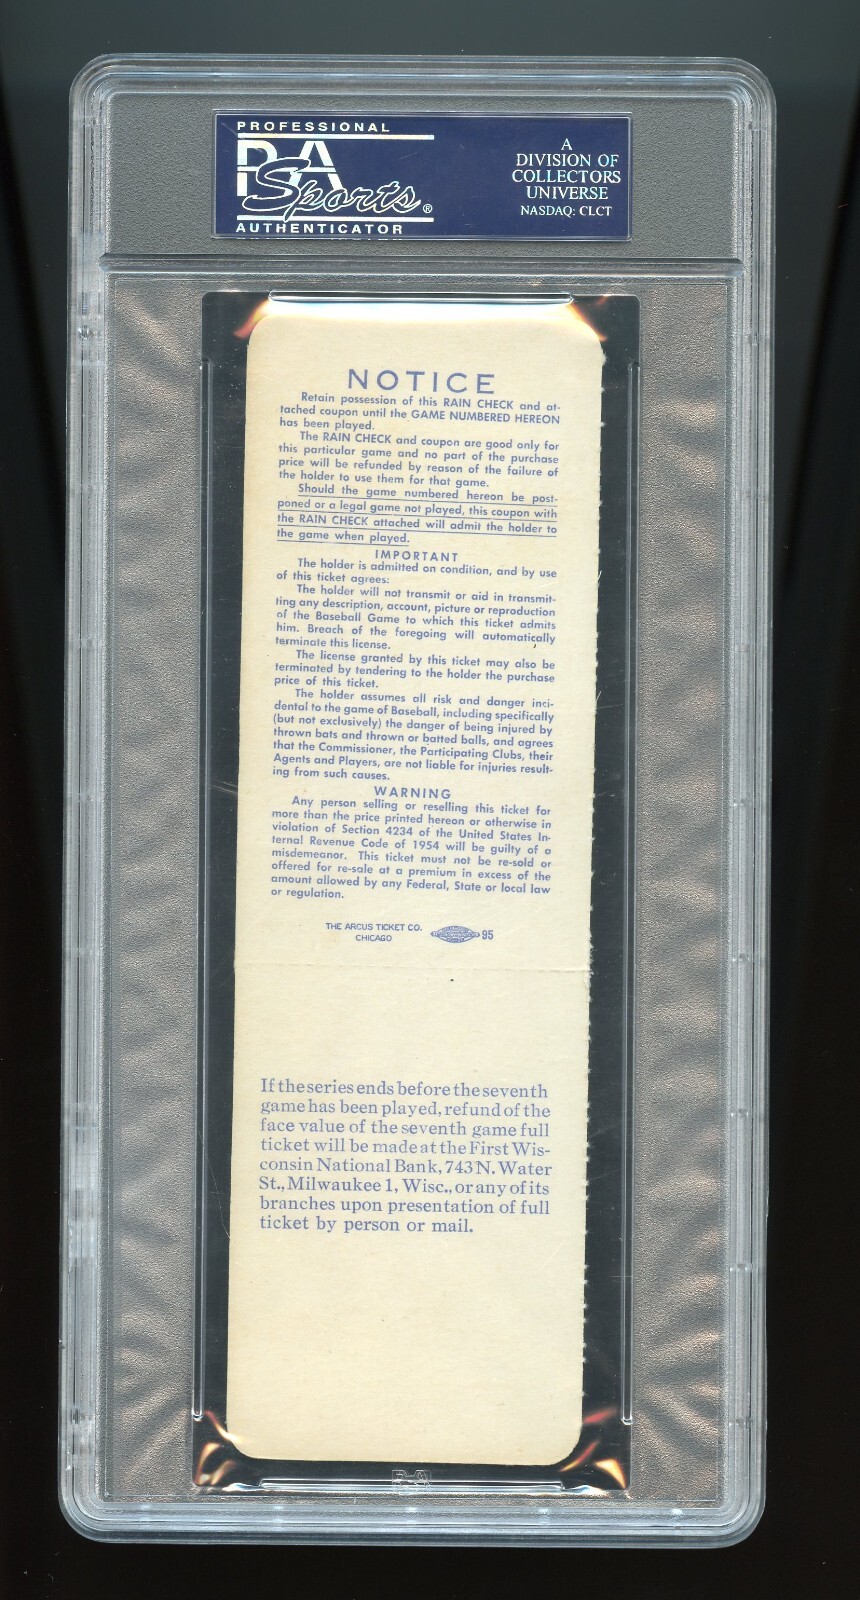 PROFESSIONAL
PSA
Sports®
AUTHENTICATOR
A
DIVISION OF
COLLECTORS
UNIVERSE
NASDAQ: CLCT
NOTICE
Retain possession of this RAIN CHECK and at-
tached coupon until the GAME NUMBERED HEREON
has been played.
The RAIN CHECK and coupon are good only for
this particular game and no part of the purchase
price will be refunded by reason of the failure of
the holder to use them for that game.
Should the game numbered hereon be post-
poned or a legal game not played, this coupon with
the RAIN CHECK attached will admit the holder to
the game when played.
IMPORTANT
The holder is admitted on condition, and by use
of this ticket agrees:
The holder will not transmit or aid in transmit-
ting any description, account, picture or reproduction
of the Baseball Game to which this ticket admits
him. Breach of the foregoing will automatically
terminate this license.
The license granted by this ticket may also be
terminated by tendering to the holder the purchase
price of this ticket.
The holder assumes all risk and danger inci-
dental to the game of Baseball, including specifically
(but not exclusively) the danger of being injured by
thrown bats and thrown or batted balls, and agrees
that the Commissioner, the Participating Clubs, their
Agents and Players, are not liable for injuries result-
ing from such causes.
WARNING
Any person selling or reselling this ticket for
more than the price printed hereon or otherwise in
violation of Section 4234 of the United States In-
ternal Revenue Code of 1954 will be guilty of a
misdemeanor. This ticket must not be re-sold or
offered for re-sale at a premium in excess of the
amount allowed by any Federal, State or local law
or regulation.
THE ARCUS TICKET CO.
CHICAGO
95
If the series ends before the seventh
game has been played, refund of the
face value of the seventh game full
ticket will be made at the First Wis-
consin National Bank, 743 N. Water
St., Milwaukee 1, Wisc., or any of its
branches upon presentation of full
ticket by person or mail.
PSA